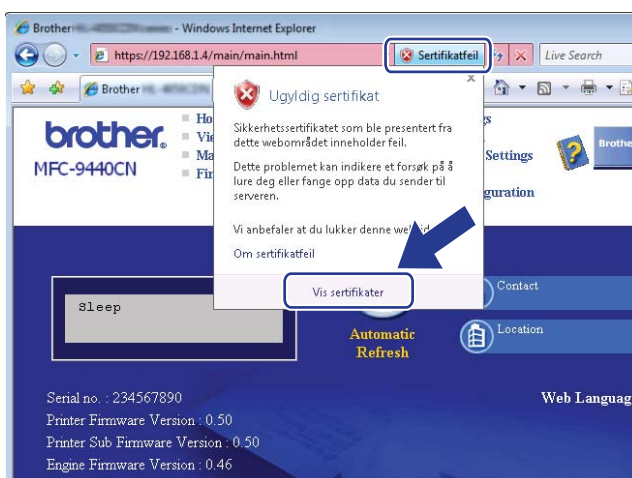 Brother - Windows Internet Explorer
https://192.168.1.4/main/main.html Sertifikatfeil Live Search
Brother
Ugyldig sertifikat
Sikkerhetssertifikatet som ble presentert fra
dette webområdet inneholder feil.
Dette problemet kan indikere et forsøk på å
lure deg eller fange opp data du sender til
serveren.
Vi anbefaler at du lukker denne
Om sertifikatfeil
Vis sertifikater
brother.
MFC-9440CN
Settings
Brothe
guration
Sleep
Automatic
Refresh
Contact
Location
Serial no. : 234567890
Printer Firmware Version : 0.50
Printer Sub Firmware Version : 0.50
Engine Firmware Version : 0.46
Web Languag